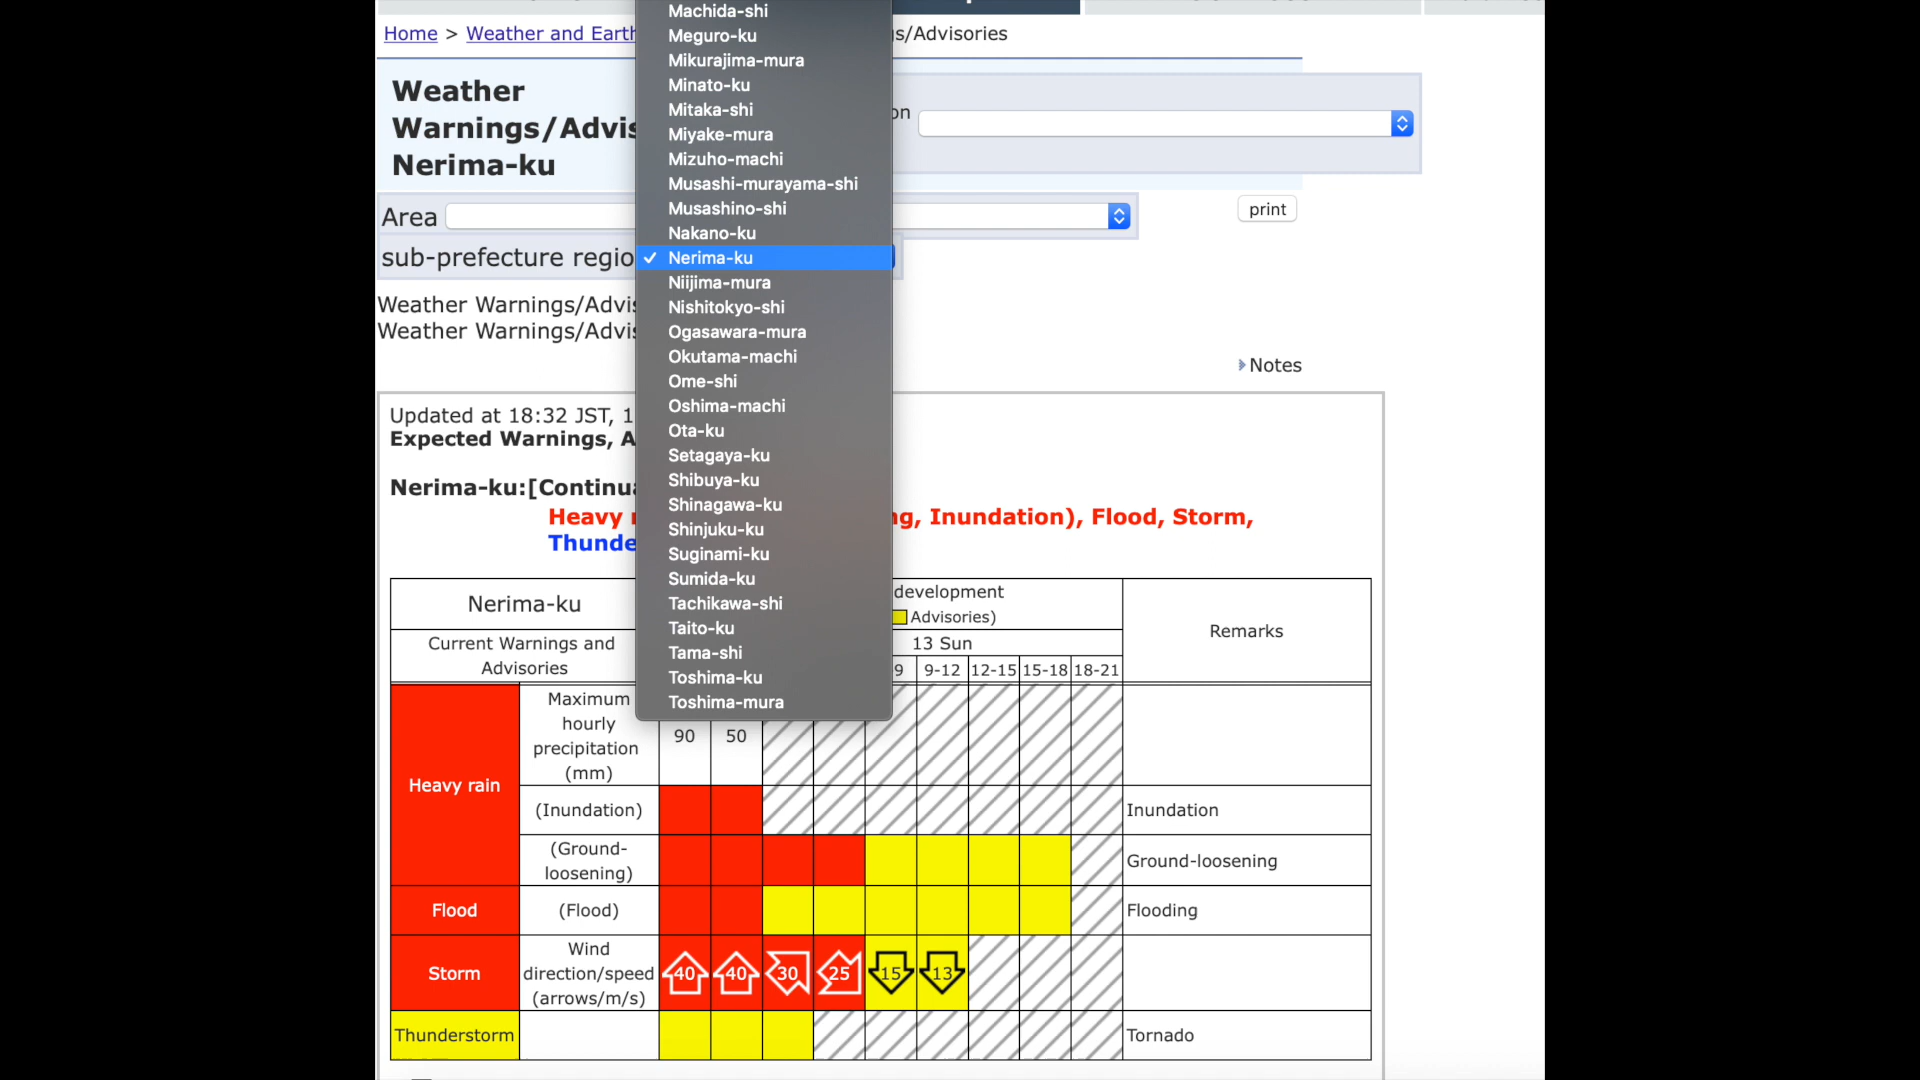 Home > Weather and Earth
s/Advisories
Weather
Warnings/Advis
Nerima-ku
on
Area
print
sub-prefecture regio
Machida-shi
Meguro-ku
Mikurajima-mura
Minato-ku
Mitaka-shi
Miyake-mura
Mizuho-machi
Musashi-murayama-shi
Musashino-shi
Nakano-ku
✓ Nerima-ku
Niijima-mura
Nishitokyo-shi
Ogasawara-mura
Okutama-machi
Ome-shi
Oshima-machi
Ota-ku
Setagaya-ku
Shibuya-ku
Shinagawa-ku
Shinjuku-ku
Suginami-ku
Sumida-ku
Tachikawa-shi
Taito-ku
Tama-shi
Toshima-ku
Toshima-mura
Weather Warnings/Advis
Weather Warnings/Advis
Notes
Updated at 18:32 JST, 1
Expected Warnings, A
Nerima-ku:[Continua
Heavy r
ng, Inundation), Flood, Storm,
Thunde
Nerima-ku
development
Advisories)
Remarks
Current Warnings and
Advisories
13 Sun
9 9-12 12-15 15-18 18-21
Heavy rain
Maximum
hourly
precipitation
(mm)
90 50
(Inundation)
Inundation
(Ground-
loosening)
Ground-loosening
Flood
(Flood)
Flooding
Storm
Wind
direction/speed
(arrows/m/s)
40 40 30 25 15 13
Thunderstorm
Tornado